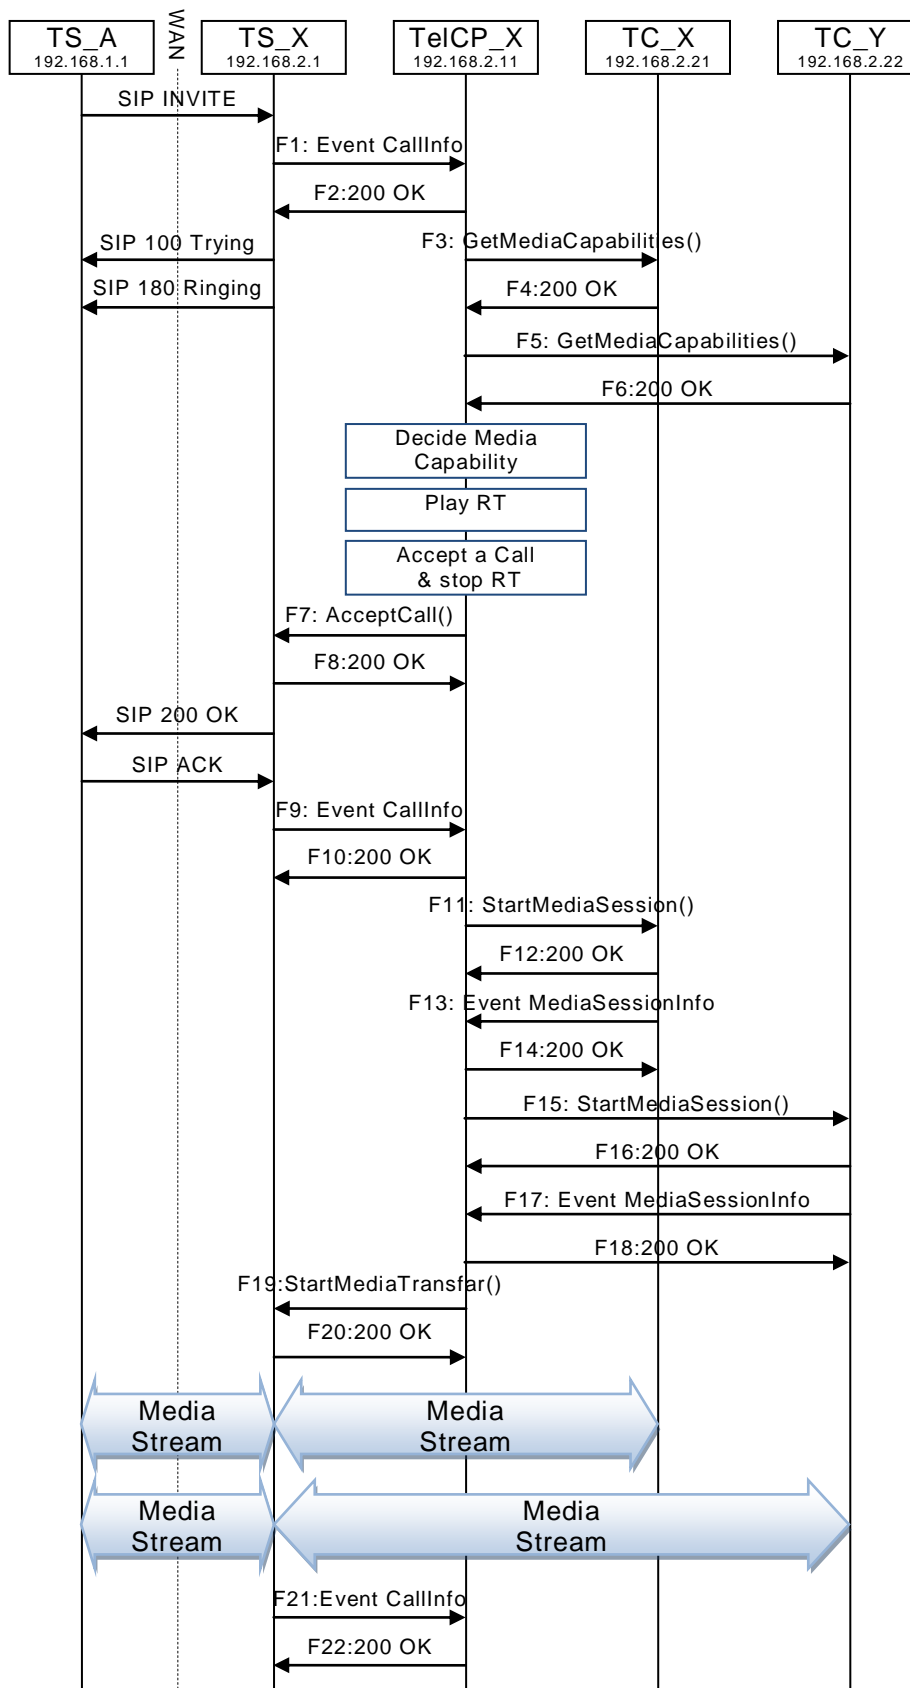 TS_A
192.168.1.1
WAN
TS_X
192.168.2.1
TelCP_X
192.168.2.11
TC_X
192.168.2.21
TC_Y
192.168.2.22
SIP INVITE
F1: Event CallInfo
F2:200 OK
SIP 100 Trying
F3: GetMediaCapabilities()
SIP 180 Ringing
F4:200 OK
F5: GetMediaCapabilities()
F6:200 OK
Decide Media
Capability
Play RT
Accept a Call
& stop RT
F7: AcceptCall()
F8:200 OK
SIP 200 OK
SIP ACK
F9: Event CallInfo
F10:200 OK
F11: StartMediaSession()
F12:200 OK
F13: Event MediaSessionInfo
F14:200 OK
F15: StartMediaSession()
F16:200 OK
F17: Event MediaSessionInfo
F18:200 OK
F19:StartMediaTransfar()
F20:200 OK
Media
Stream
Media
Stream
Media
Stream
Media
Stream
F21:Event CallInfo
F22:200 OK